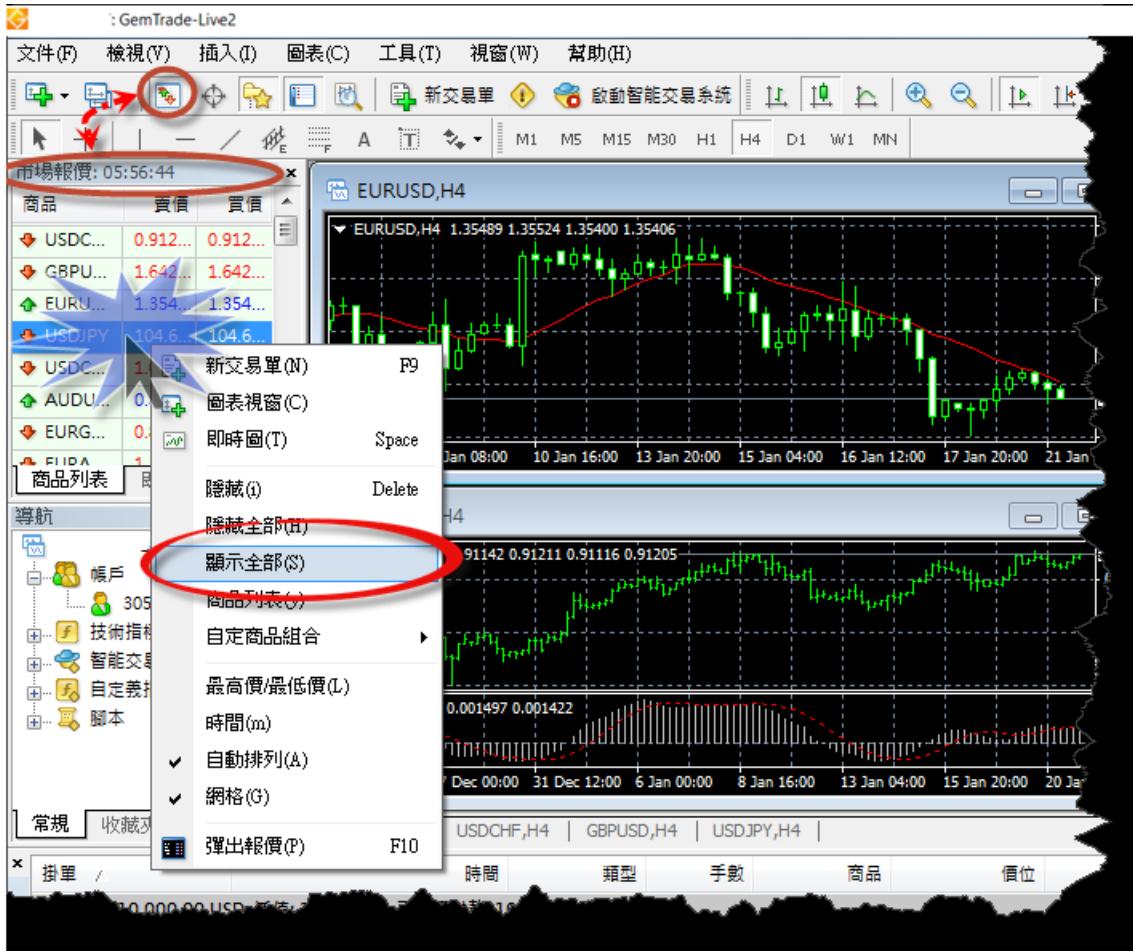 : GemTrade-Live2
文件(F) 檢視(V) 插入(I) 圖表(C) 工具(T) 視窗(W) 幫助(H)
新交易單 啟動智能交易系統
E F A T M1 M5 M15 M30 H1 H4 D1 W1 MN
市場報價: 05:56:44
商品 賣價 買價
USDC... 0.912... 0.912...
GBPU... 1.642... 1.642...
EURU... 1.354... 1.354...
USDJPY 104.6... 104.6...
USDC...
AUDU... 0.
EURG... 0.
商品列表
導航
帳戶
305
技術指標
智能交易
自定義指
腳本
常規 收藏夾
新交易單(N) F9
圖表視窗(C)
即時圖(T) Space
隱藏(i) Delete
隱藏全部(H)
顯示全部(S)
商品列表(y)
自定商品組合
最高價/最低價(L)
時間(m)
自動排列(A)
網格(G)
彈出報價(P) F10
EURUSD,H4
EURUSD,H4 1.35489 1.35524 1.35400 1.35406
Jan 08:00 10 Jan 16:00 13 Jan 20:00 15 Jan 04:00 16 Jan 12:00 17 Jan 20:00 21 Jan
H4
91142 0.91211 0.91116 0.91205
0.001497 0.001422
Dec 00:00 31 Dec 12:00 6 Jan 00:00 8 Jan 16:00 13 Jan 04:00 15 Jan 20:00 20 Jan
USDCHF,H4 | GBPUSD,H4 | USDJPY,H4 |
掛單 / 時間 類型 手數 商品 價位